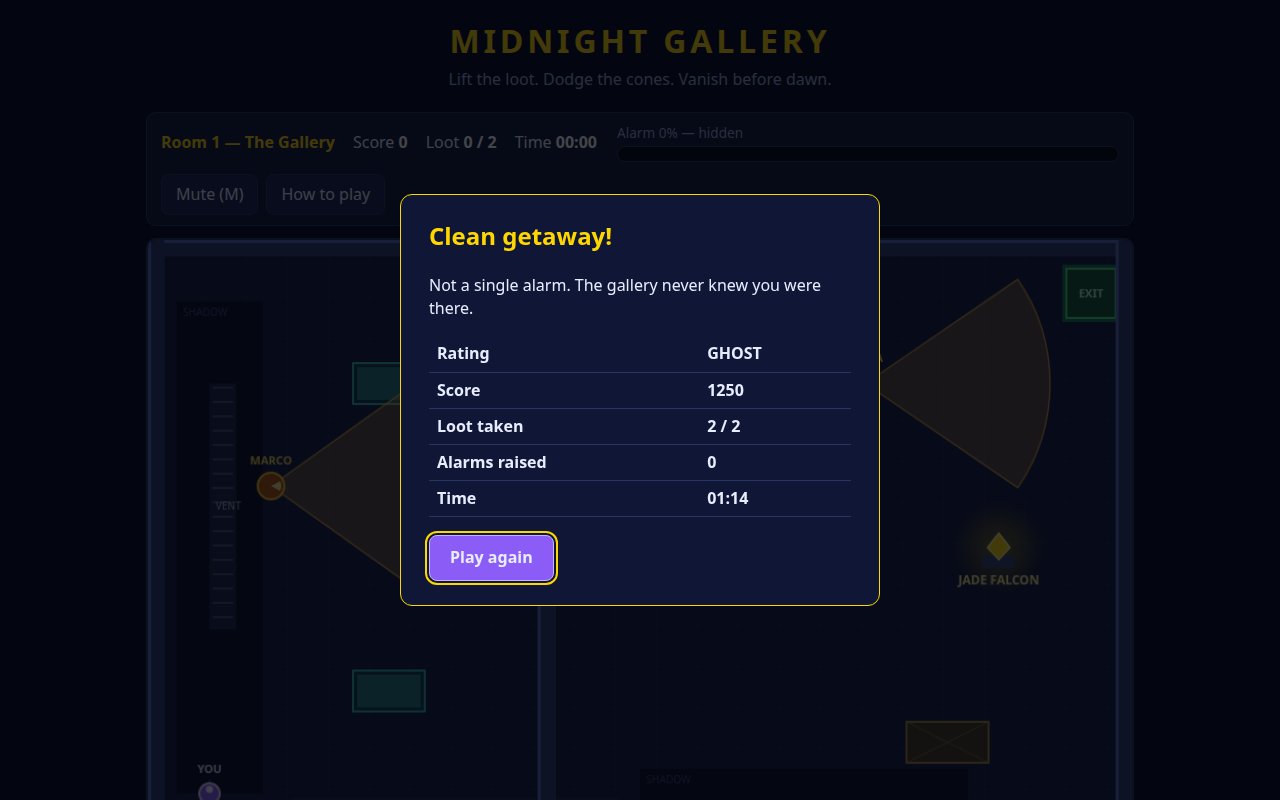 MIDNIGHT GALLERY
Lift the loot. Dodge the cones. Vanish before dawn.
Room 1 — The Gallery Score 0 Loot 0 / 2 Time 00:00 Alarm 0% — hidden
Mute (M) How to play
Clean getaway!
Not a single alarm. The gallery never knew you were
there.
Rating GHOST
Score 1250
Loot taken 2 / 2
Alarms raised 0
Time 01:14
Play again
EXIT
SHADOW
MARCO
VENT
JADE FALCON
YOU
SHADOW